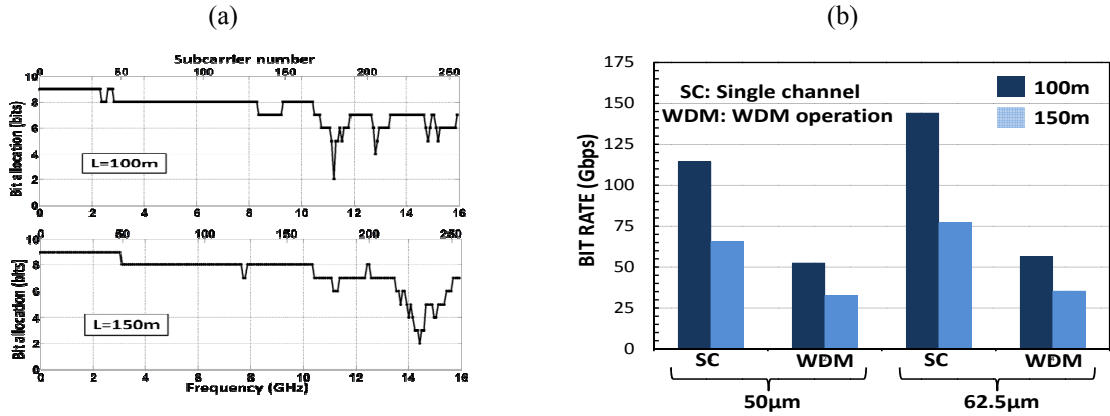 (a)
(b)
Subcarrier number
0 50 100 150 200 250
10
8
6
4
2
0
Bit allocation (bits)
L=100m
0 2 4 6 8 10 12 14 16
0 50 100 150 200 250
10
8
6
4
2
0
Bit allocation (bits)
L=150m
0 2 4 6 8 10 12 14 16
Frequency (GHz)
175
150
125
100
75
50
25
0
BIT RATE (Gbps)
SC: Single channel
WDM: WDM operation
100m
150m
SC WDM SC WDM
50µm 62.5µm